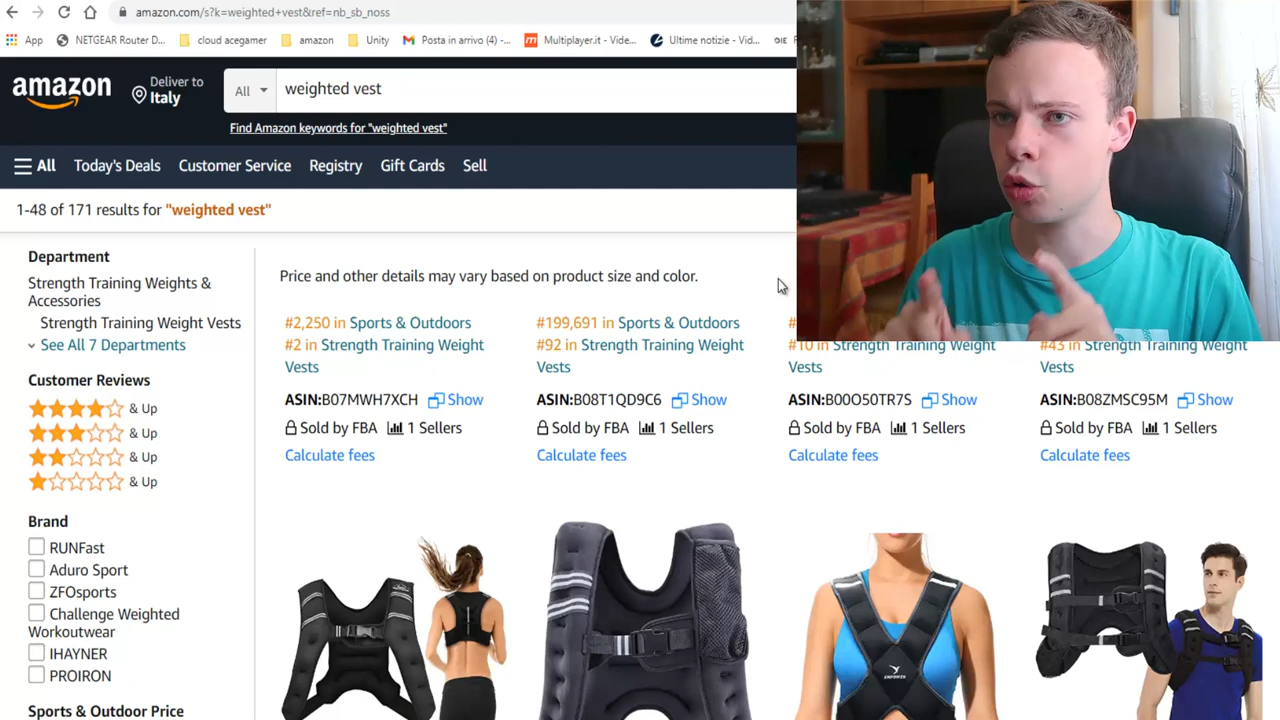 amazon.com/s?k=weighted+vest&ref=nb_sb_noss
App NETGEAR Router D... cloud acegamer amazon Unity Posta in arrivo (4) -... Multiplayer.it - Vide... Ultime notizie - Vid...
amazon
Deliver to
Italy
All
weighted vest
Find Amazon keywords for "weighted vest"
All Today's Deals Customer Service Registry Gift Cards Sell
1-48 of 171 results for "weighted vest"
Department
Strength Training Weights &
Accessories
Strength Training Weight Vests
See All 7 Departments
Customer Reviews
& Up
& Up
& Up
& Up
Brand
RUNFast
Aduro Sport
ZFOsports
Challenge Weighted
Workoutwear
IHAYNER
PROIRON
Sports & Outdoor Price
Price and other details may vary based on product size and color.
#2,250 in Sports & Outdoors
#2 in Strength Training Weight
Vests
ASIN:B07MWH7XCH Show
Sold by FBA 1 Sellers
Calculate fees
#199,691 in Sports & Outdoors
#92 in Strength Training Weight
Vests
ASIN:B08T1QD9C6 Show
Sold by FBA 1 Sellers
Calculate fees
#10 in Strength Training Weight
Vests
ASIN:B00O50TR7S Show
Sold by FBA 1 Sellers
Calculate fees
#43 in Strength Training Weight
Vests
ASIN:B08ZMSC95M Show
Sold by FBA 1 Sellers
Calculate fees
EMPOWER